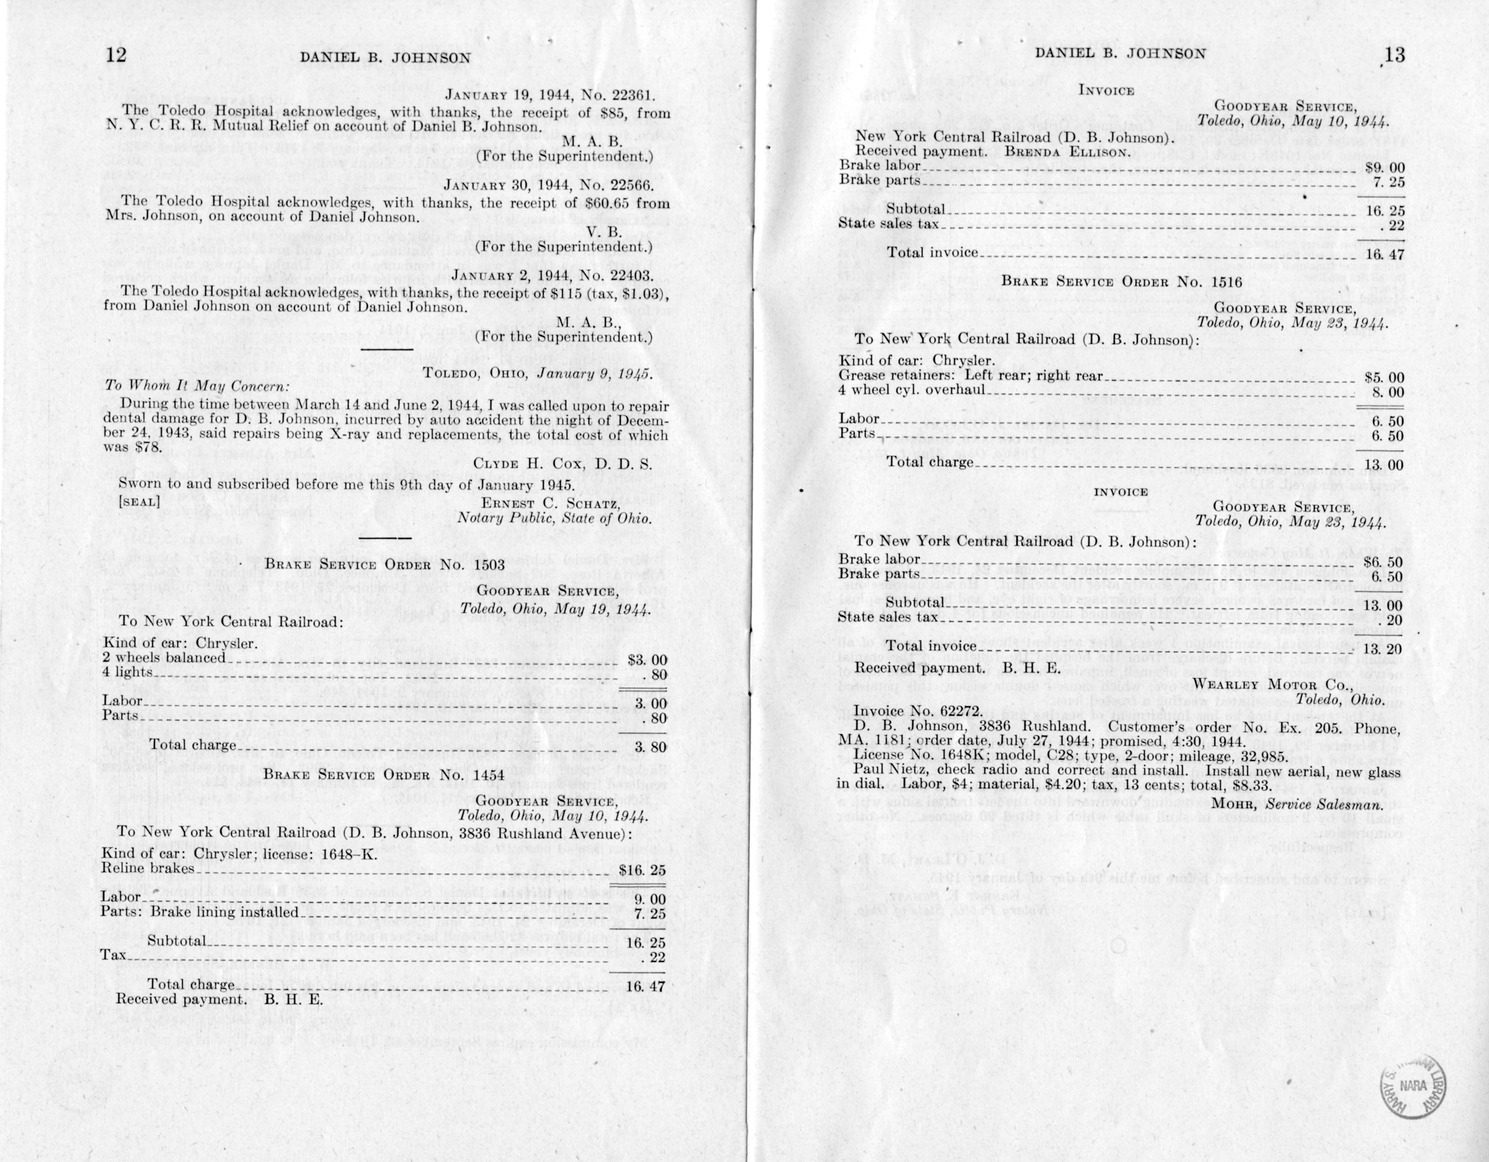 12
DANIEL B. JOHNSON
JANUARY 19, 1944, No. 22361.
The Toledo Hospital acknowledges, with thanks, the receipt of $85, from
N. Y. C. R. R. Mutual Relief on account of Daniel B. Johnson.
M. A. B.
(For the Superintendent.)
JANUARY 30, 1944, No. 22566.
The Toledo Hospital acknowledges, with thanks, the receipt of $60.65 from
Mrs. Johnson, on account of Daniel Johnson.
V. B.
(For the Superintendent.)
JANUARY 2, 1944, No. 22403.
The Toledo Hospital acknowledges, with thanks, the receipt of $115 (tax, $1.03),
from Daniel Johnson on account of Daniel Johnson.
M. A. B.,
(For the Superintendent.)
TOLEDO, OHIO, January 9, 1945.
To Whom It May Concern:
During the time between March 14 and June 2, 1944, I was called upon to repair
dental damage for D. B. Johnson, incurred by auto accident the night of Decem-
ber 24, 1943, said repairs being X-ray and replacements, the total cost of which
was $78.
CLYDE H. COX, D. D. S.
Sworn to and subscribed before me this 9th day of January 1945.
[SEAL] ERNEST C. SCHATZ,
Notary Public, State of Ohio.
BRAKE SERVICE ORDER NO. 1503
GOODYEAR SERVICE,
Toledo, Ohio, May 19, 1944.
To New York Central Railroad:
Kind of car: Chrysler.
2 wheels balanced $3. 00
4 lights . 80
Labor 3. 00
Parts . 80
Total charge 3. 80
BRAKE SERVICE ORDER NO. 1454
GOODYEAR SERVICE,
Toledo, Ohio, May 10, 1944.
To New York Central Railroad (D. B. Johnson, 3836 Rushland Avenue):
Kind of car: Chrysler; license: 1648–K.
Reline brakes $16. 25
Labor 9. 00
Parts: Brake lining installed 7. 25
Subtotal 16. 25
Tax . 22
Total charge 16. 47
Received payment. B. H. E.
DANIEL B. JOHNSON
13
INVOICE
GOODYEAR SERVICE,
Toledo, Ohio, May 10, 1944.
New York Central Railroad (D. B. Johnson).
Received payment. BRENDA ELLISON.
Brake labor $9. 00
Brake parts 7. 25
Subtotal 16. 25
State sales tax . 22
Total invoice 16. 47
BRAKE SERVICE ORDER NO. 1516
GOODYEAR SERVICE,
Toledo, Ohio, May 23, 1944.
To New York Central Railroad (D. B. Johnson):
Kind of car: Chrysler.
Grease retainers: Left rear; right rear $5. 00
4 wheel cyl. overhaul 8. 00
Labor 6. 50
Parts 6. 50
Total charge 13. 00
INVOICE
GOODYEAR SERVICE,
Toledo, Ohio, May 23, 1944.
To New York Central Railroad (D. B. Johnson):
Brake labor $6. 50
Brake parts 6. 50
Subtotal 13. 00
State sales tax . 20
Total invoice 13. 20
Received payment. B. H. E.
WEARLEY MOTOR CO.,
Toledo, Ohio.
Invoice No. 62272.
D. B. Johnson, 3836 Rushland. Customer's order No. Ex. 205. Phone,
MA. 1181; order date, July 27, 1944; promised, 4:30, 1944.
License No. 1648K; model, C28; type, 2-door; mileage, 32,985.
Paul Nietz, check radio and correct and install. Install new aerial, new glass
in dial. Labor, $4; material, $4.20; tax, 13 cents; total, $8.33.
MOHR, Service Salesman.
HARRY S. LIBRARY
NARA